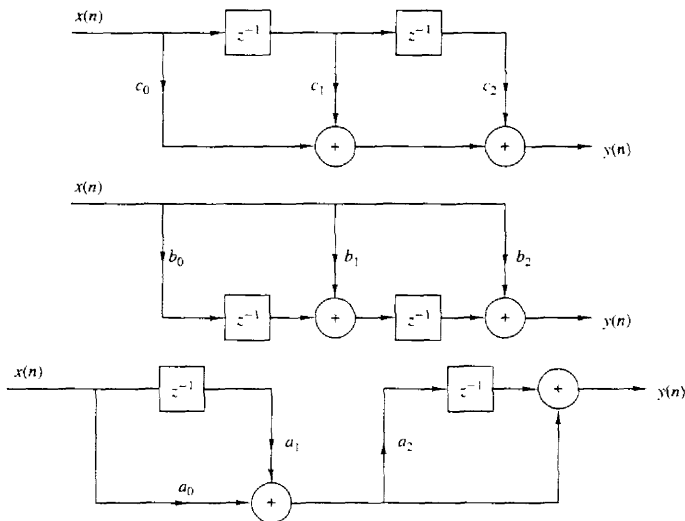 x(n)
z⁻¹
z⁻¹
c₀
c₁
c₂
+
+
y(n)
x(n)
b₀
b₁
b₂
z⁻¹
+
z⁻¹
+
y(n)
x(n)
z⁻¹
z⁻¹
+
y(n)
a₁
a₂
a₀
+